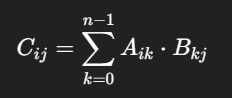 C_{ij} = \sum_{k=0}^{n-1} A_{ik} \cdot B_{kj}